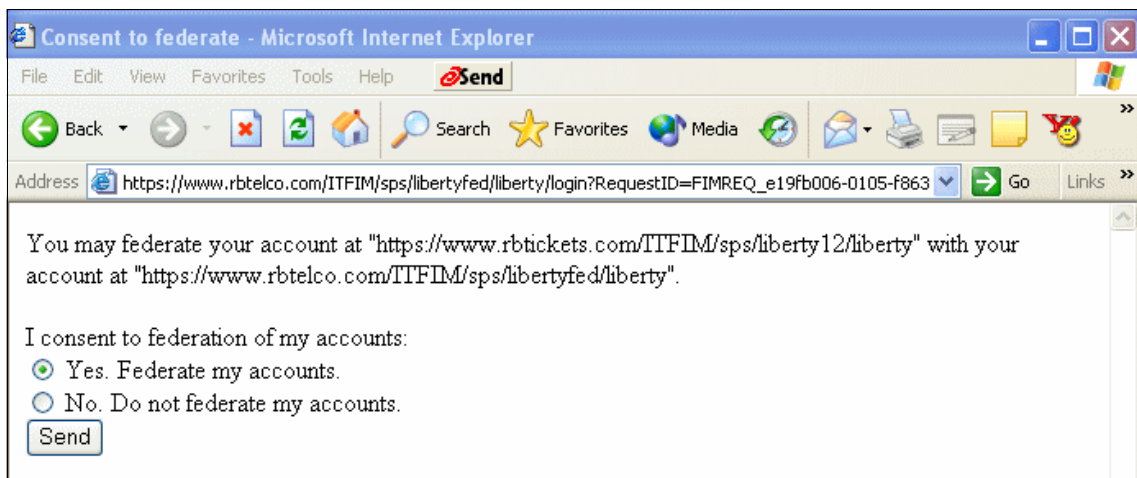 Consent to federate - Microsoft Internet Explorer
File Edit View Favorites Tools Help eSend
Back Search Favorites Media »
Address https://www.rbtelco.com/ITFIM/sps/libertyfed/liberty/login?RequestID=FIMREQ_e19fb006-0105-f863 Go Links »
You may federate your account at "https://www.rbtickets.com/ITFIM/sps/liberty12/liberty" with your
account at "https://www.rbtelco.com/ITFIM/sps/libertyfed/liberty".
I consent to federation of my accounts:
Yes. Federate my accounts.
No. Do not federate my accounts.
Send